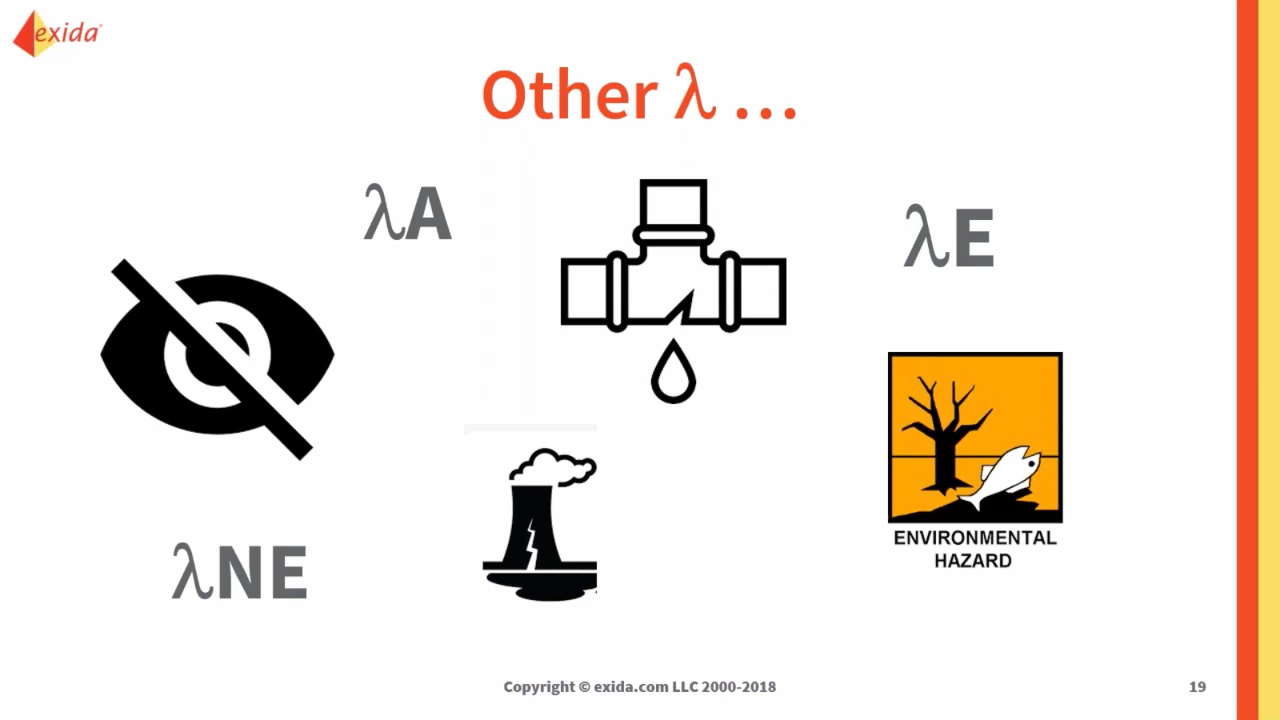 exida
Other λ ...
λA
λE
ENVIRONMENTAL
HAZARD
λNE
Copyright © exida.com LLC 2000-2018
19